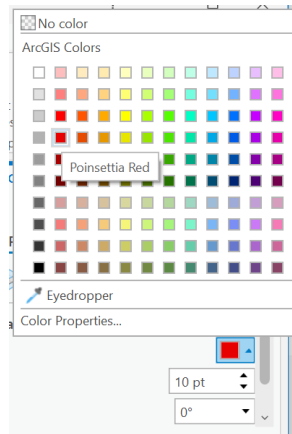 No color
ArcGIS Colors
Poinsettia Red
Eyedropper
Color Properties...
10 pt
0°